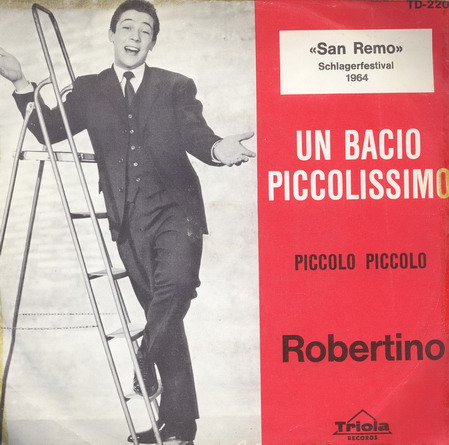 TD-220
«San Remo»
Schlagerfestival
1964
UN BACIO
PICCOLISSIMO
PICCOLO PICCOLO
Robertino
Triola
RECORDS